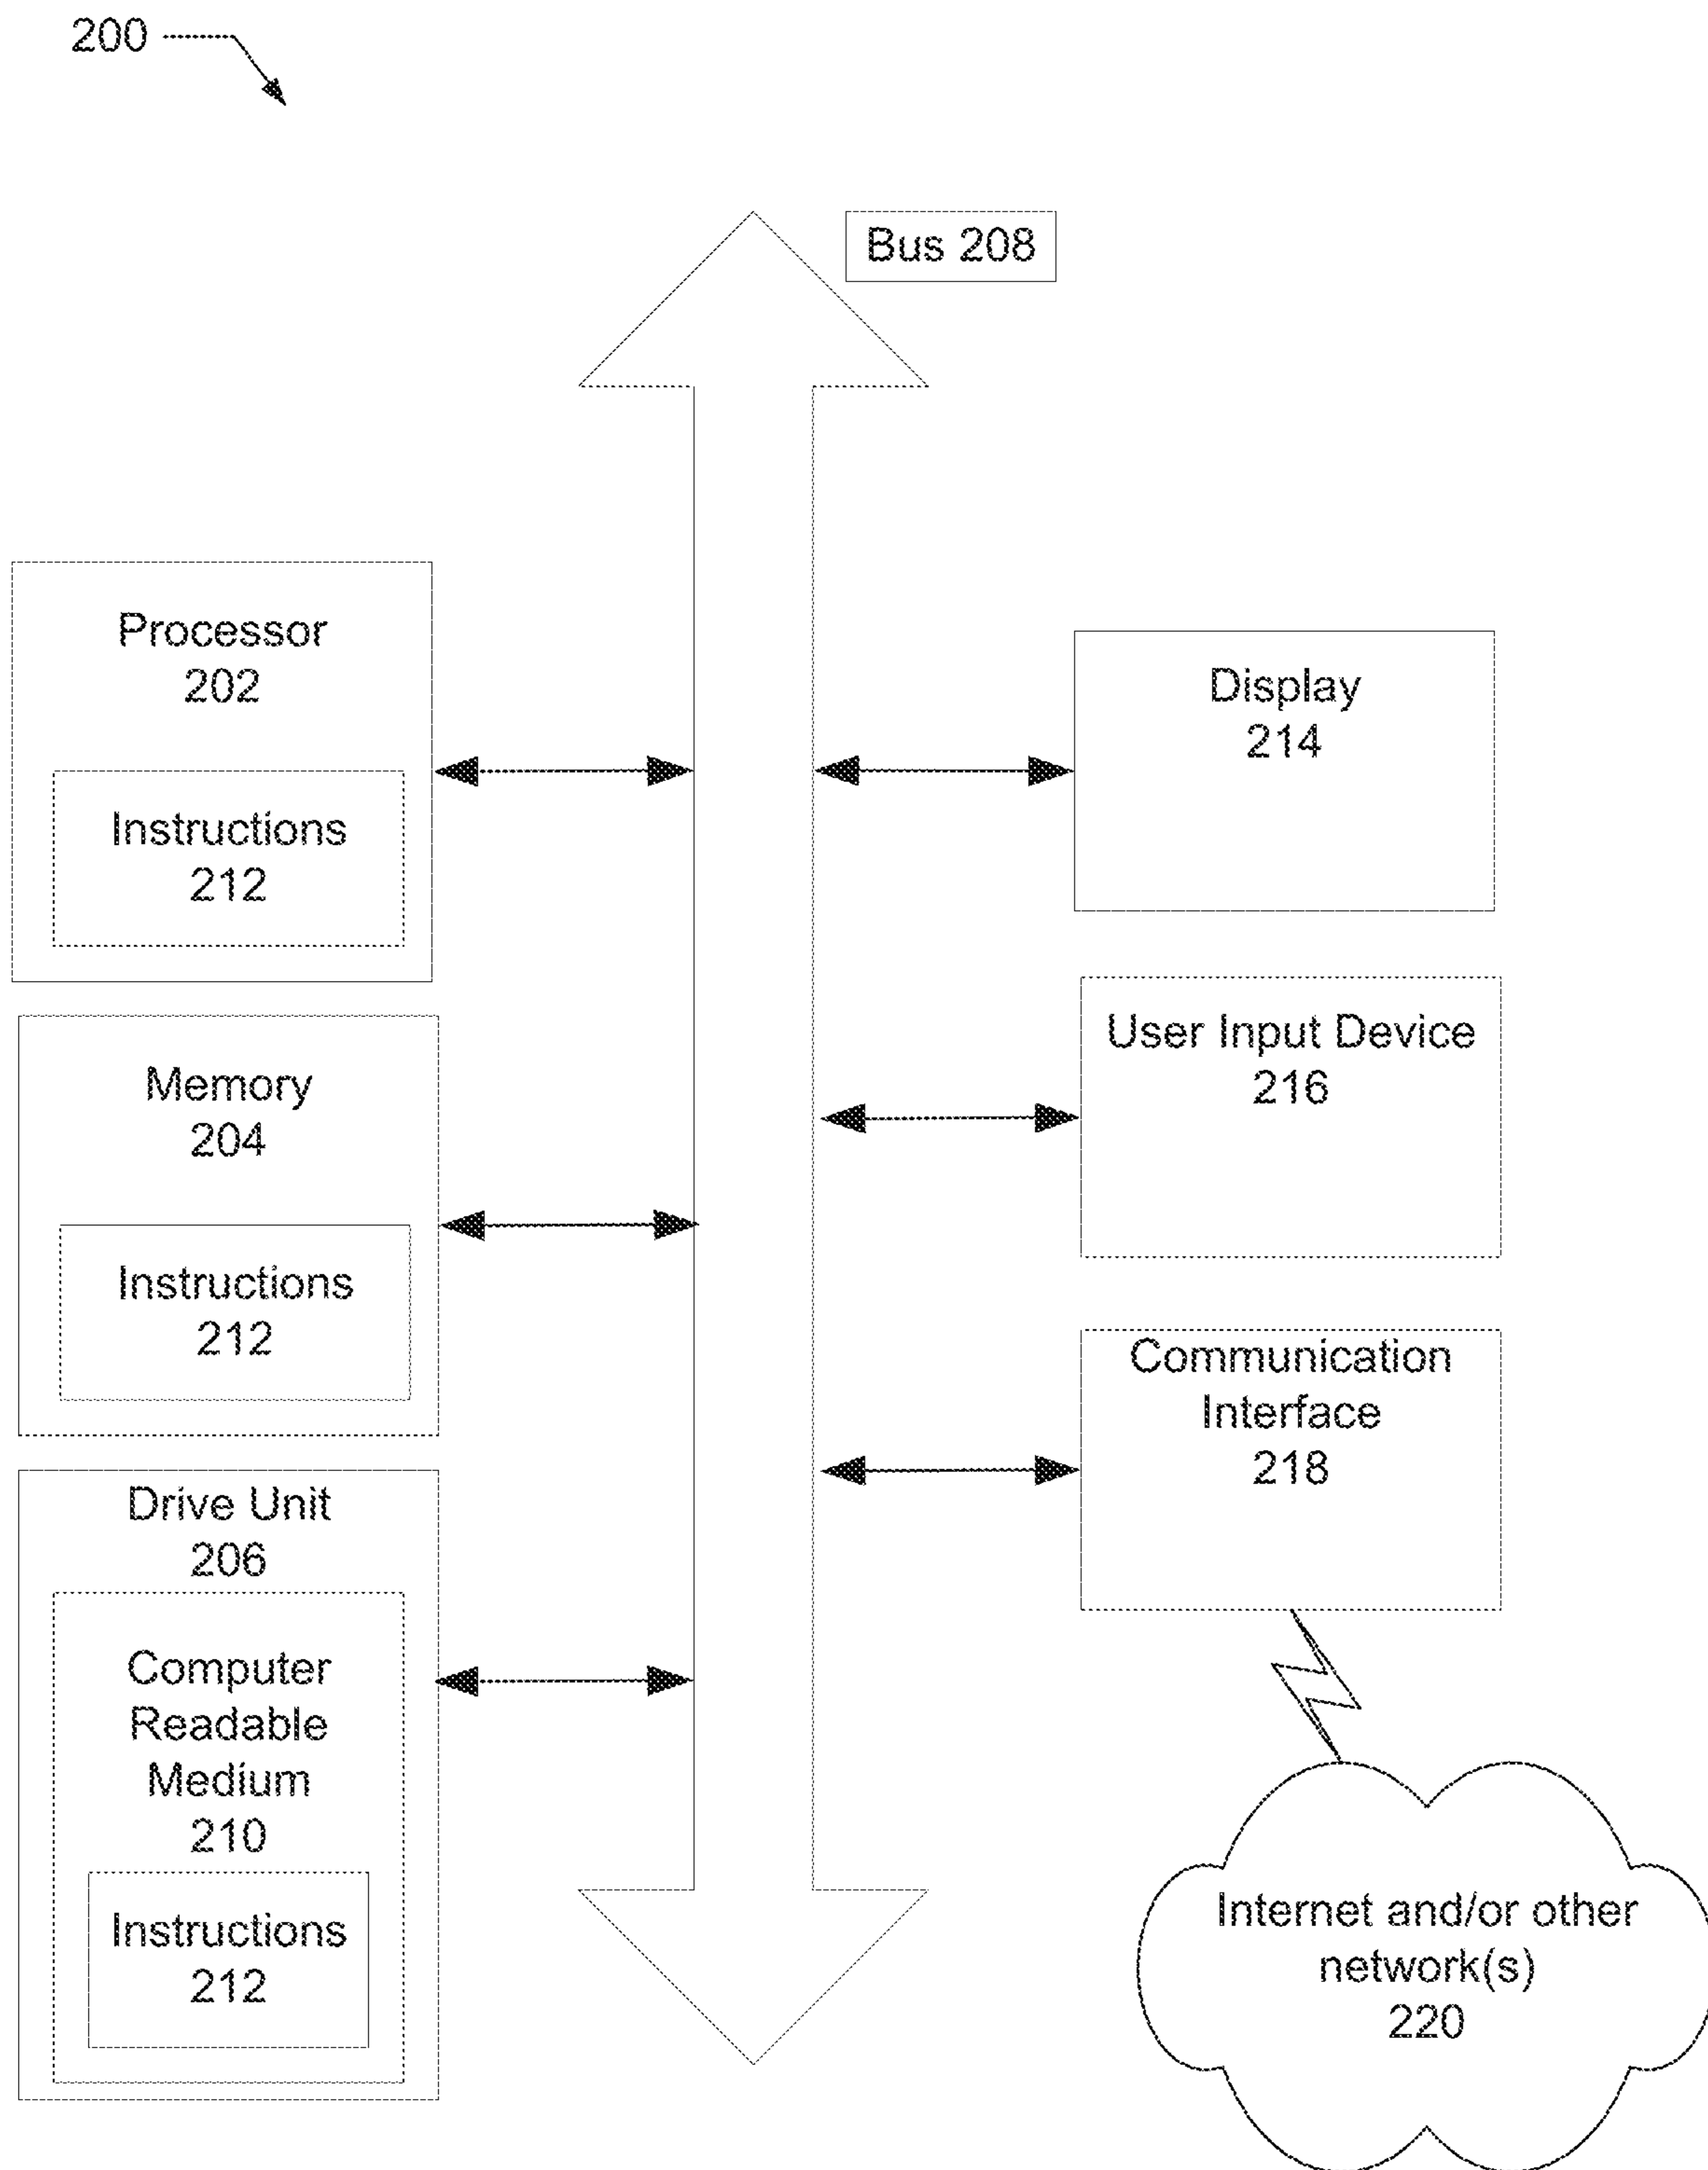 200
Bus 208
Processor
202
Instructions
212
Memory
204
Instructions
212
Drive Unit
206
Computer
Readable
Medium
210
Instructions
212
Display
214
User Input Device
216
Communication
Interface
218
Internet and/or other
network(s)
220